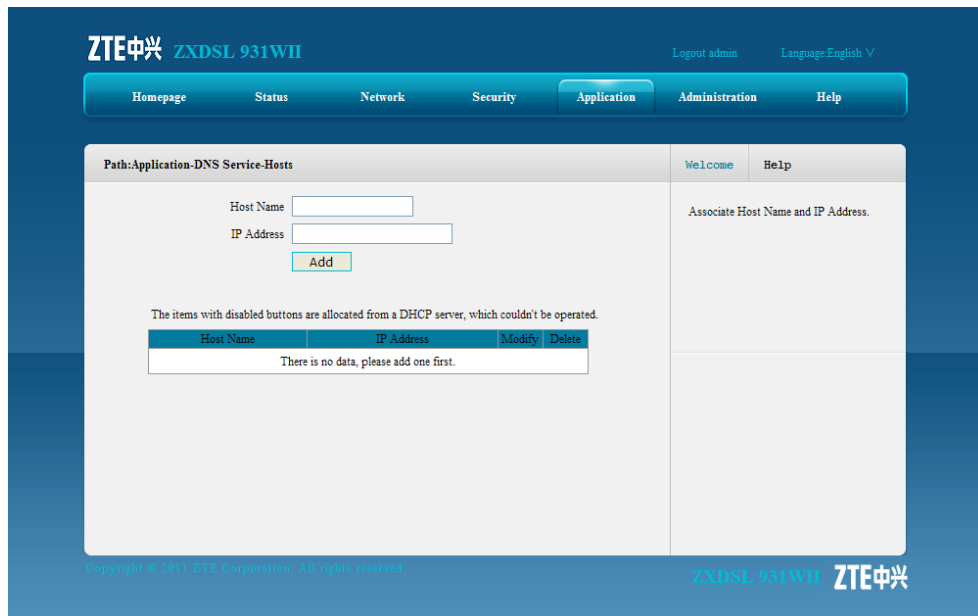 ZTE中兴 ZXDSL 931WII
Logout admin Language:English V
Homepage Status Network Security Application Administration Help
Path:Application-DNS Service-Hosts
Welcome Help
Host Name
Associate Host Name and IP Address.
IP Address
Add
The items with disabled buttons are allocated from a DHCP server, which couldn't be operated.
Host Name IP Address Modify Delete
There is no data, please add one first.
Copyright © 2011 ZTE Corporation. All rights reserved.
ZXDSL 931WII ZTE中兴